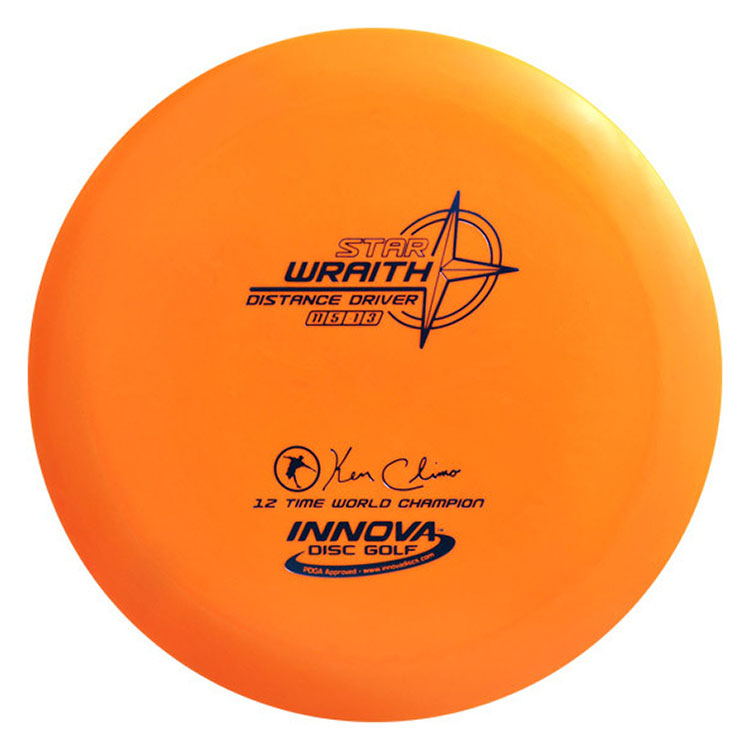 STAR
WRAITH
DISTANCE DRIVER
11 5 -1 3
Ken Climo
12 TIME WORLD CHAMPION
INNOVA™
DISC GOLF
PDGA Approved • www.innovadiscs.com